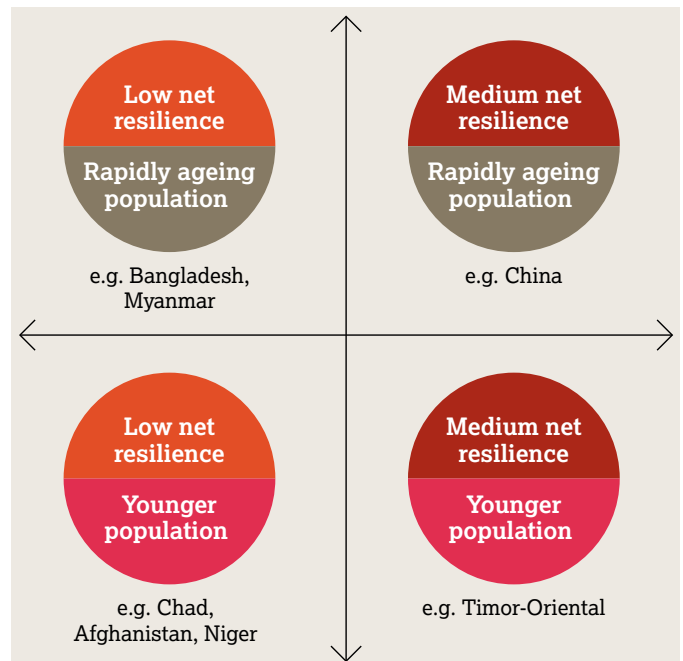 Low net
resilience
Rapidly ageing
population
e.g. Bangladesh,
Myanmar
Medium net
resilience
Rapidly ageing
population
e.g. China
Low net
resilience
Younger
population
e.g. Chad,
Afghanistan, Niger
Medium net
resilience
Younger
population
e.g. Timor-Oriental